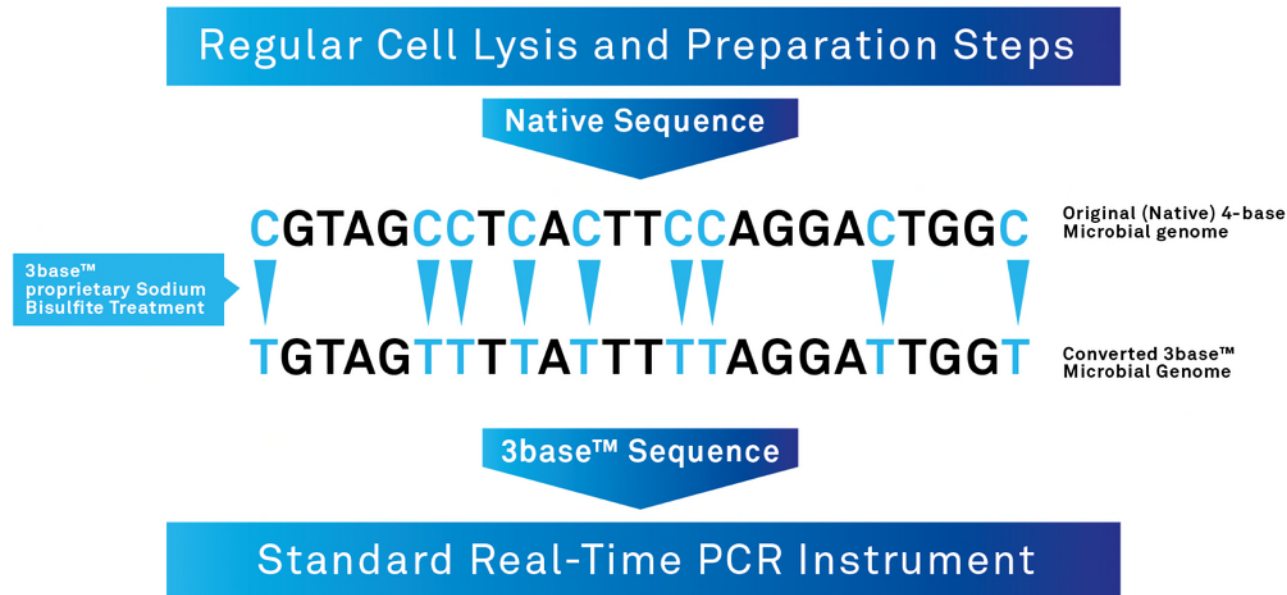 Regular Cell Lysis and Preparation Steps
Native Sequence
CGTAGCCTCACTTCCAGGACTGGC
Original (Native) 4-base
Microbial genome
3base™
proprietary Sodium
Bisulfite Treatment
TGTAGTTTTATTTTTAGGATTGGT
Converted 3base™
Microbial Genome
3base™ Sequence
Standard Real-Time PCR Instrument